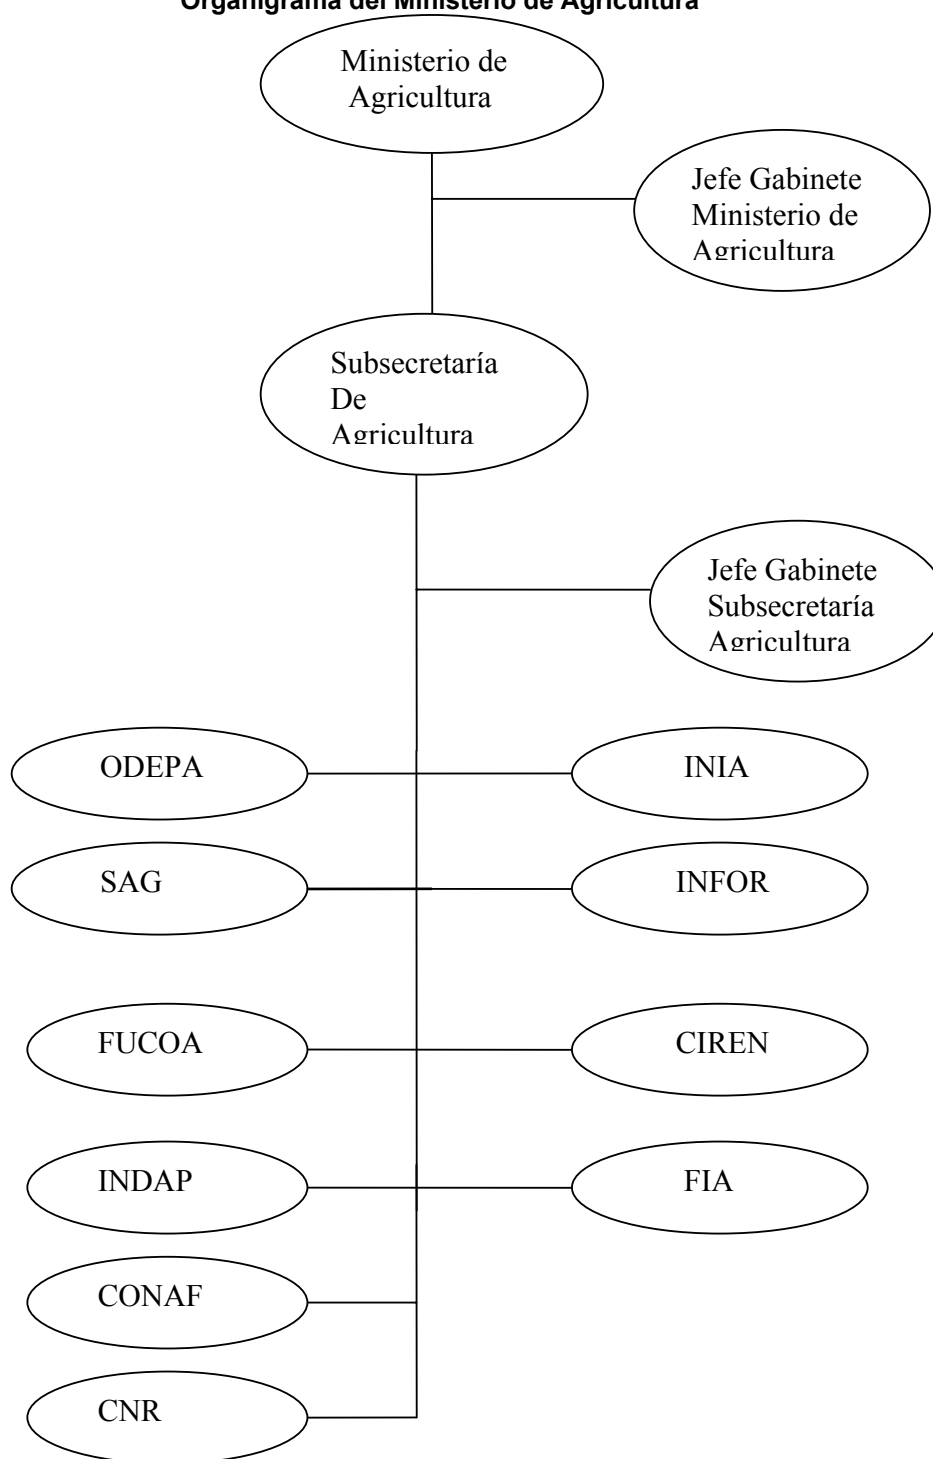 Organigrama del Ministerio de Agricultura
Ministerio de
Agricultura
Jefe Gabinete
Ministerio de
Agricultura
Subsecretaría
De
Agricultura
Jefe Gabinete
Subsecretaría
Agricultura
ODEPA
INIA
SAG
INFOR
FUCOA
CIREN
INDAP
FIA
CONAF
CNR